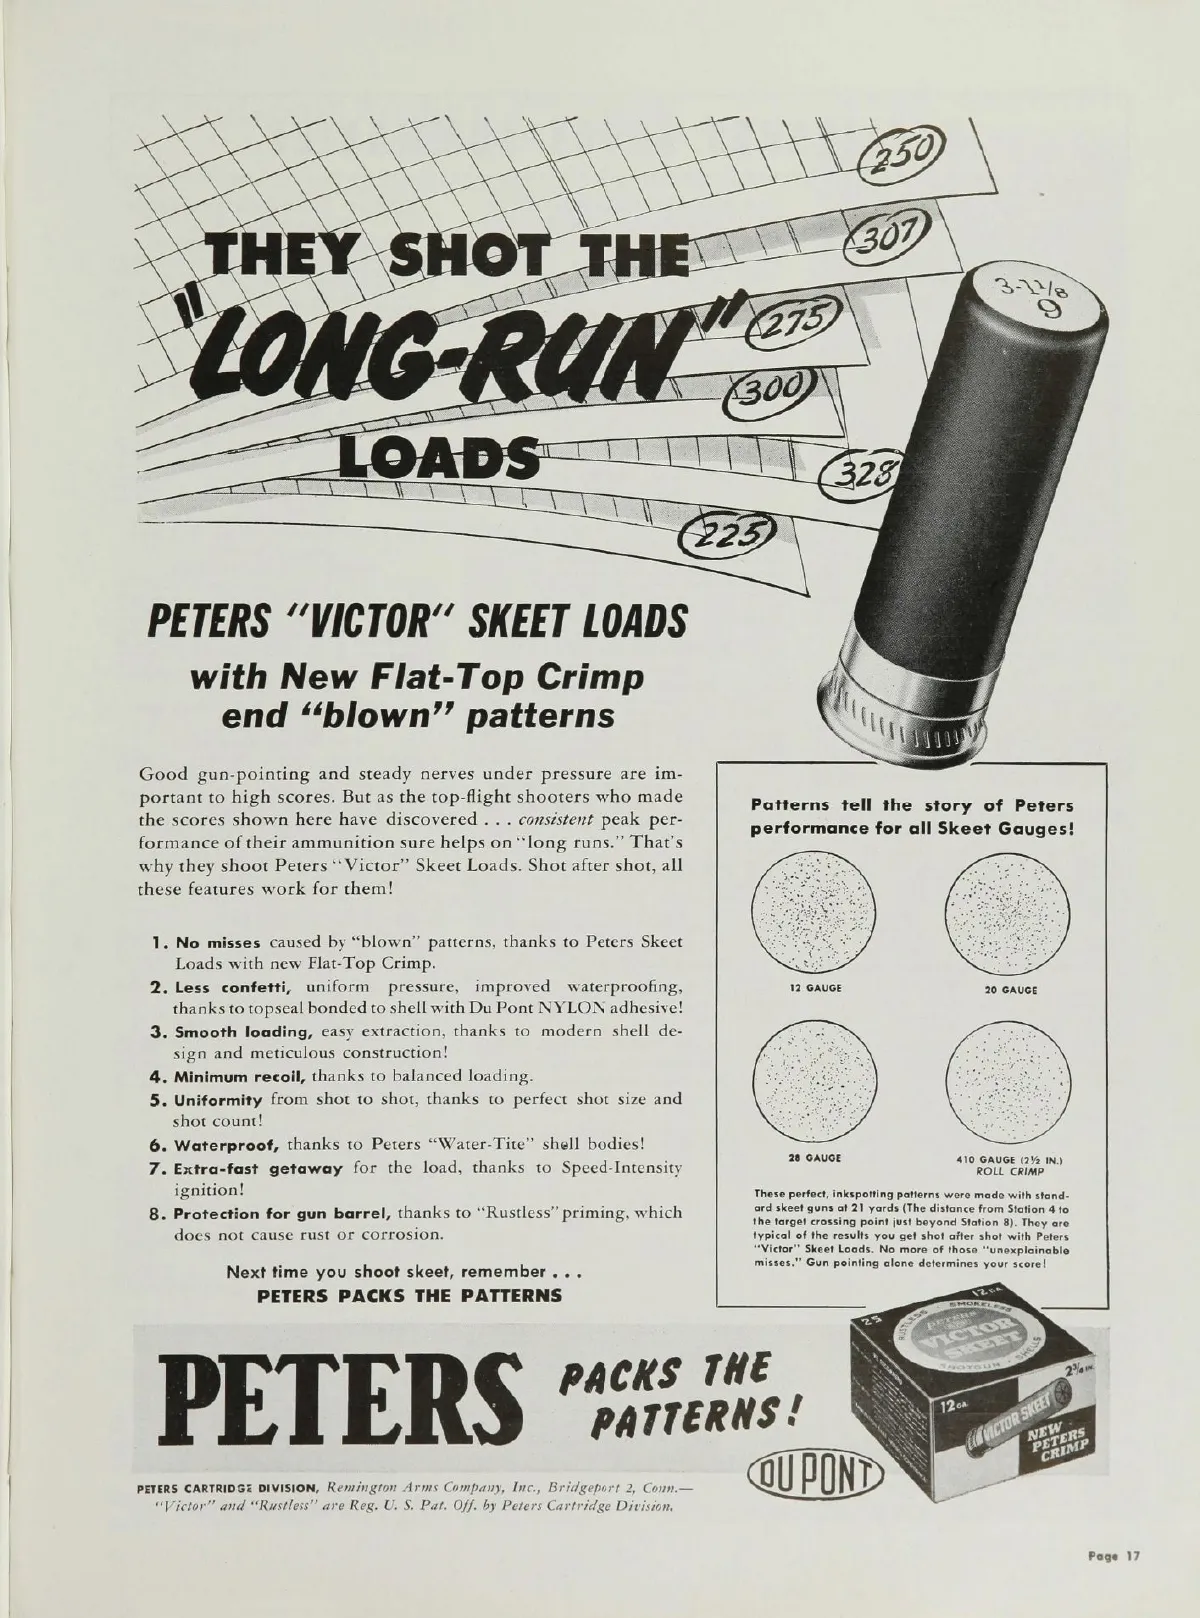 250
307
THEY SHOT THE
3-1 1/8
9
"LONG-RUN"
275
300
LOADS
328
225
PETERS "VICTOR" SKEET LOADS
with New Flat-Top Crimp
end “blown” patterns
Good gun-pointing and steady nerves under pressure are im-
portant to high scores. But as the top-flight shooters who made
the scores shown here have discovered . . . consistent peak per-
formance of their ammunition sure helps on “long runs.” That's
why they shoot Peters “Victor” Skeet Loads. Shot after shot, all
these features work for them!
1. No misses caused by “blown” patterns, thanks to Peters Skeet
Loads with new Flat-Top Crimp.
2. Less confetti, uniform pressure, improved waterproofing,
thanks to topseal bonded to shell with Du Pont NYLON adhesive!
3. Smooth loading, easy extraction, thanks to modern shell de-
sign and meticulous construction!
4. Minimum recoil, thanks to balanced loading.
5. Uniformity from shot to shot, thanks to perfect shot size and
shot count!
6. Waterproof, thanks to Peters “Water-Tite” shell bodies!
7. Extra-fast getaway for the load, thanks to Speed-Intensity
ignition!
8. Protection for gun barrel, thanks to “Rustless” priming, which
does not cause rust or corrosion.
Next time you shoot skeet, remember . . .
PETERS PACKS THE PATTERNS
Patterns tell the story of Peters
performance for all Skeet Gauges!
12 GAUGE
20 GAUGE
28 GAUGE
410 GAUGE (2½ IN.)
ROLL CRIMP
These perfect, inkspotting patterns were made with stand-
ard skeet guns at 21 yards (The distance from Station 4 to
the target crossing point just beyond Station 8). They are
typical of the results you get shot after shot with Peters
“Victor” Skeet Loads. No more of those “unexplainable
misses.” Gun pointing alone determines your score!
25
12 GA.
RUSTLESS SMOKELESS
PETERS
VICTOR
SKEET
SHOTGUN SHELLS
2¾ IN.
12 GA.
VICTOR SKEET
NEW
PETERS
CRIMP
PETERS
PACKS THE
PATTERNS!
DU PONT
PETERS CARTRIDGE DIVISION, Remington Arms Company, Inc., Bridgeport 2, Conn.—
“Victor” and “Rustless” are Reg. U. S. Pat. Off. by Peters Cartridge Division.
Page 17